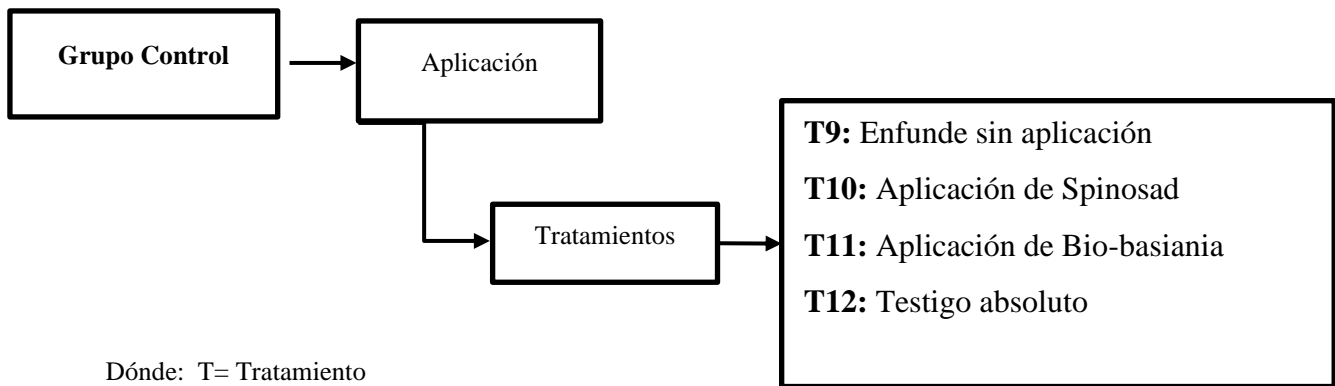 Grupo Control
Aplicación
Tratamientos
T9: Enfunde sin aplicación
T10: Aplicación de Spinosad
T11: Aplicación de Bio-basiania
T12: Testigo absoluto
Dónde: T= Tratamiento